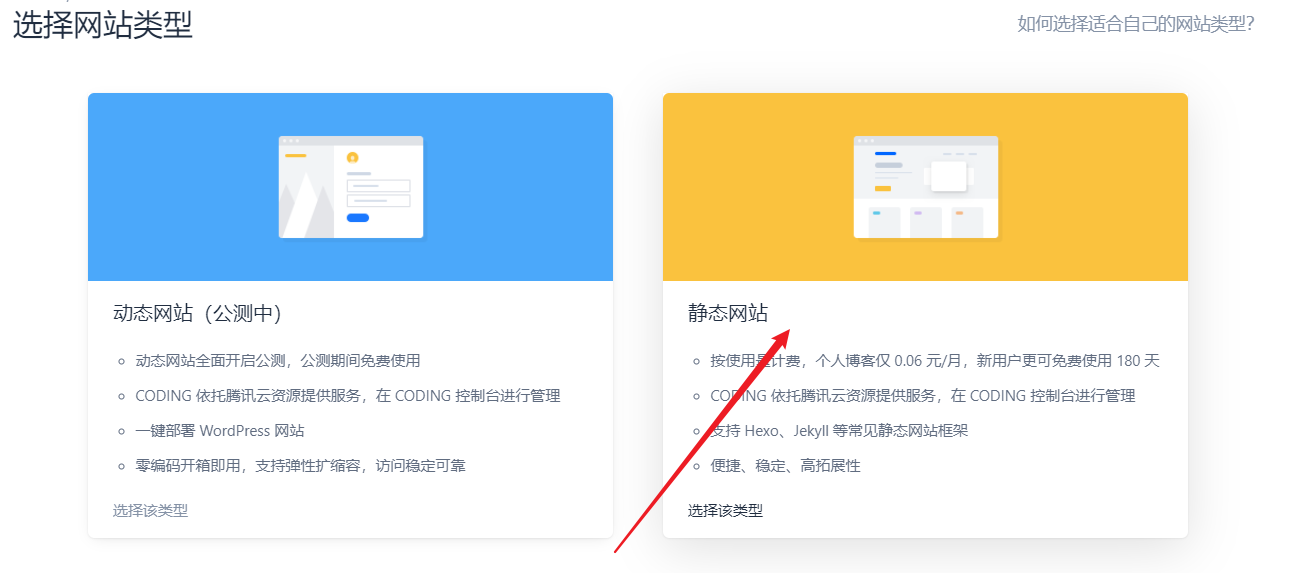 选择网站类型
如何选择适合自己的网站类型？
动态网站（公测中）
动态网站全面开启公测，公测期间免费使用
CODING 依托腾讯云资源提供服务，在 CODING 控制台进行管理
一键部署 WordPress 网站
零编码开箱即用，支持弹性扩缩容，访问稳定可靠
选择该类型
静态网站
按使用量计费，个人博客仅 0.06 元/月，新用户更可免费使用 180 天
CODING 依托腾讯云资源提供服务，在 CODING 控制台进行管理
支持 Hexo、Jekyll 等常见静态网站框架
便捷、稳定、高拓展性
选择该类型